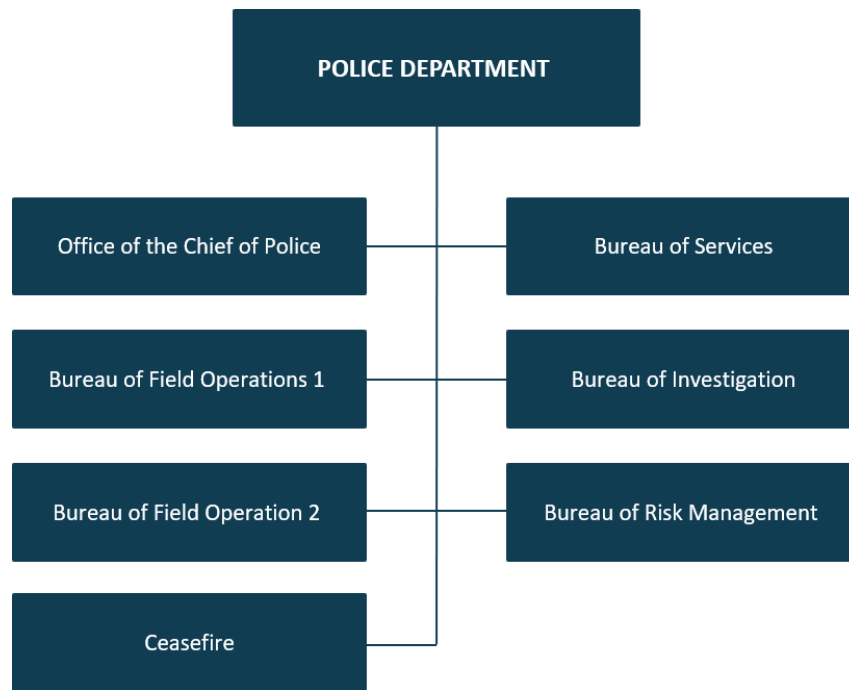 POLICE DEPARTMENT
Office of the Chief of Police
Bureau of Services
Bureau of Field Operations 1
Bureau of Investigation
Bureau of Field Operation 2
Bureau of Risk Management
Ceasefire